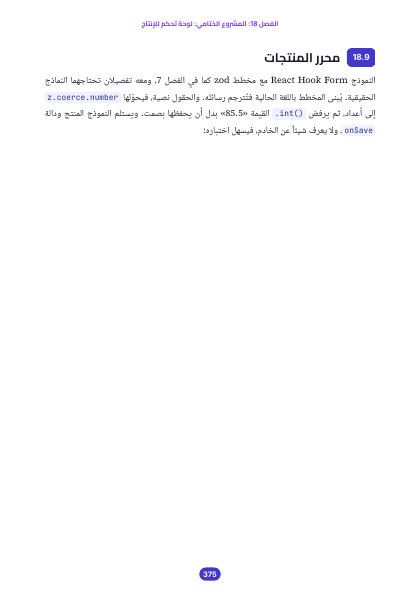 الفصل 18: المشروع الختامي: لوحة تحكم للإنتاج
18.9 محرر المنتجات
النموذج React Hook Form مع مخطط zod كما في الفصل 7، ومعه تفصيلان تحتاجهما النماذج
الحقيقية. يُبنى المخطط باللغة الحالية فتُترجم رسائله. والحقول نصية، فيحوّلها z.coerce.number
إلى أعداد، ثم يرفض .int() القيمة «85.5» بدل أن يحفظها بصمت. ويستلم النموذج المنتج ودالة
onSave، ولا يعرف شيئاً عن الخادم، فيسهل اختباره:
375